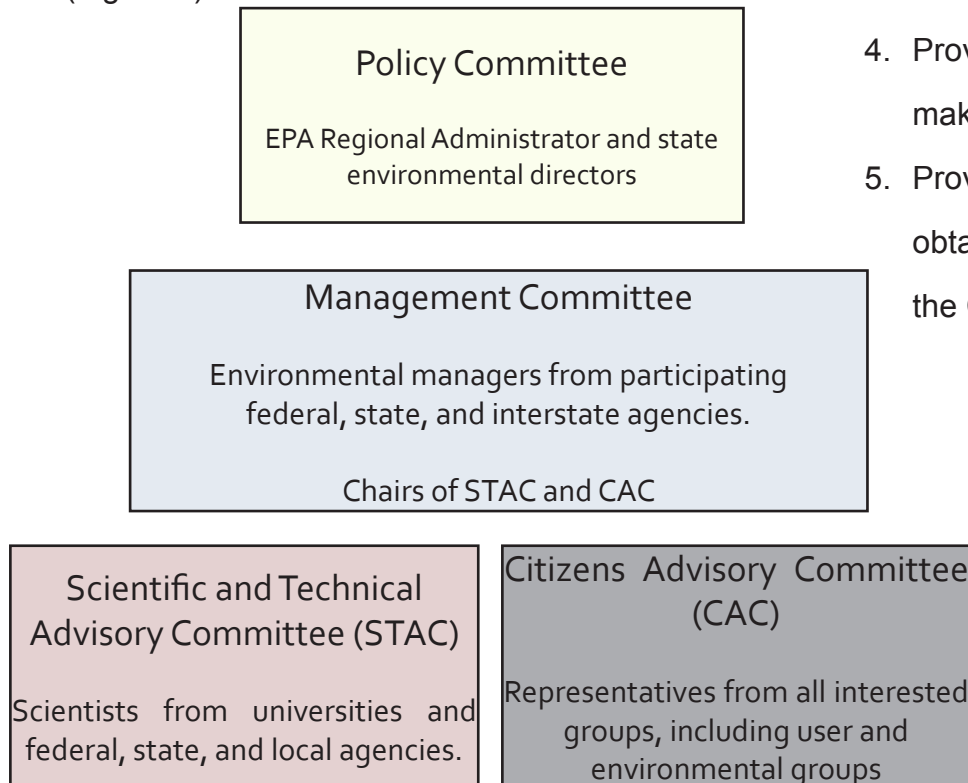 Policy Committee
EPA Regional Administrator and state
environmental directors
4. Prov
mak
5. Prov
obta
the
Management Committee
Environmental managers from participating
federal, state, and interstate agencies.
Chairs of STAC and CAC
Scientific and Technical
Advisory Committee (STAC)
Scientists from universities and
federal, state, and local agencies.
Citizens Advisory Committee
(CAC)
Representatives from all interested
groups, including user and
environmental groups